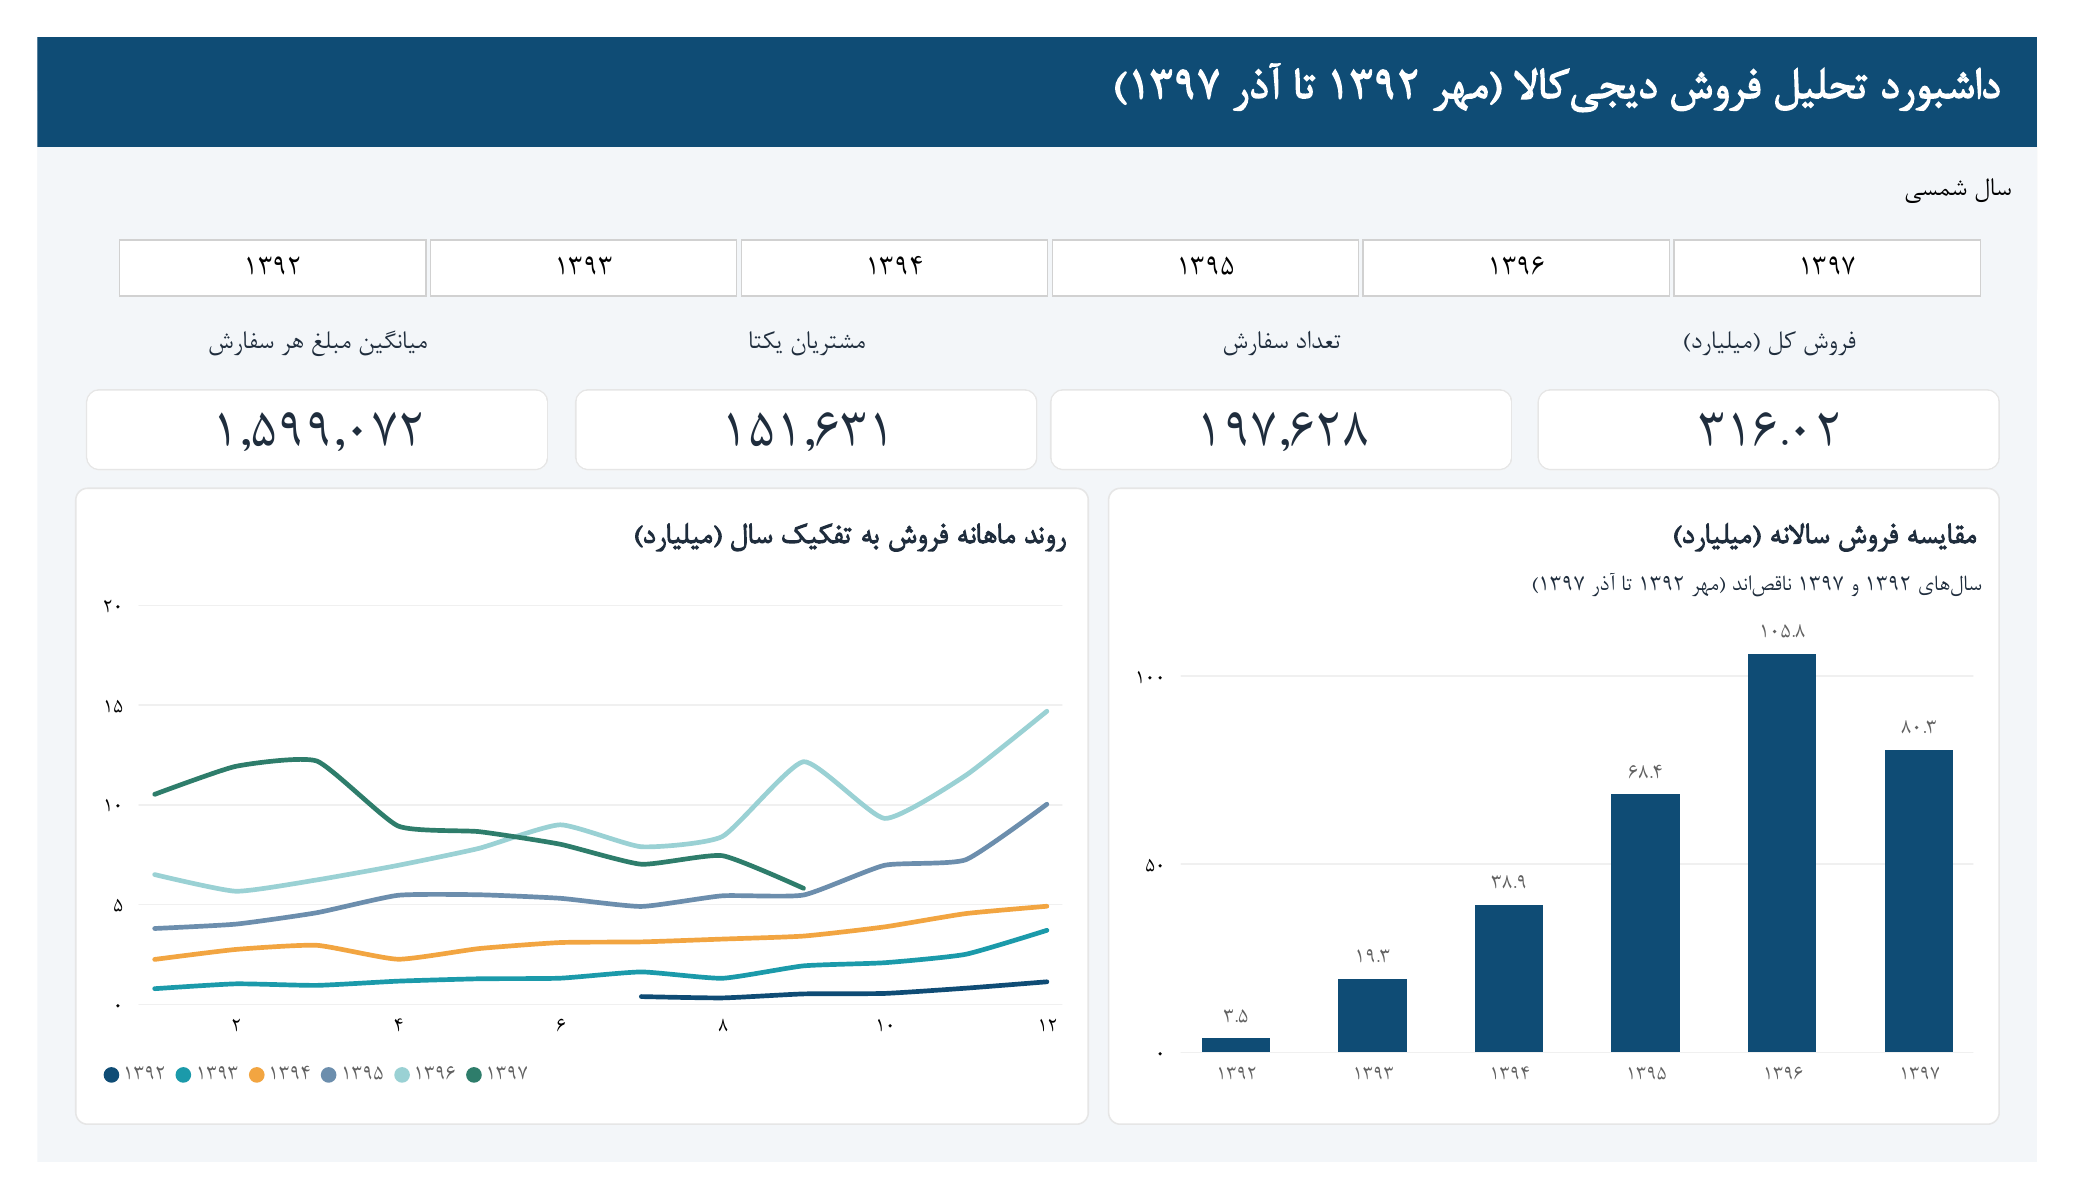 داشبورد تحلیل فروش دیجی‌کالا (مهر ۱۳۹۲ تا آذر ۱۳۹۷)
سال شمسی
۱۳۹۷ ۱۳۹۶ ۱۳۹۵ ۱۳۹۴ ۱۳۹۳ ۱۳۹۲
فروش کل (میلیارد) تعداد سفارش مشتریان یکتا میانگین مبلغ هر سفارش
۳۱۶.۰۲ ۱۹۷,۶۲۸ ۱۵۱,۶۳۱ ۱,۵۹۹,۰۷۲
مقایسه فروش سالانه (میلیارد)
سال‌های ۱۳۹۲ و ۱۳۹۷ ناقص‌اند (مهر ۱۳۹۲ تا آذر ۱۳۹۷)
۱۰۰
۵۰
۰
۳.۵ ۱۹.۳ ۳۸.۹ ۶۸.۴ ۱۰۵.۸ ۸۰.۳
۱۳۹۲ ۱۳۹۳ ۱۳۹۴ ۱۳۹۵ ۱۳۹۶ ۱۳۹۷
روند ماهانه فروش به تفکیک سال (میلیارد)
۲۰
۱۵
۱۰
۵
۰
۲ ۴ ۶ ۸ ۱۰ ۱۲
۱۳۹۲ ۱۳۹۳ ۱۳۹۴ ۱۳۹۵ ۱۳۹۶ ۱۳۹۷